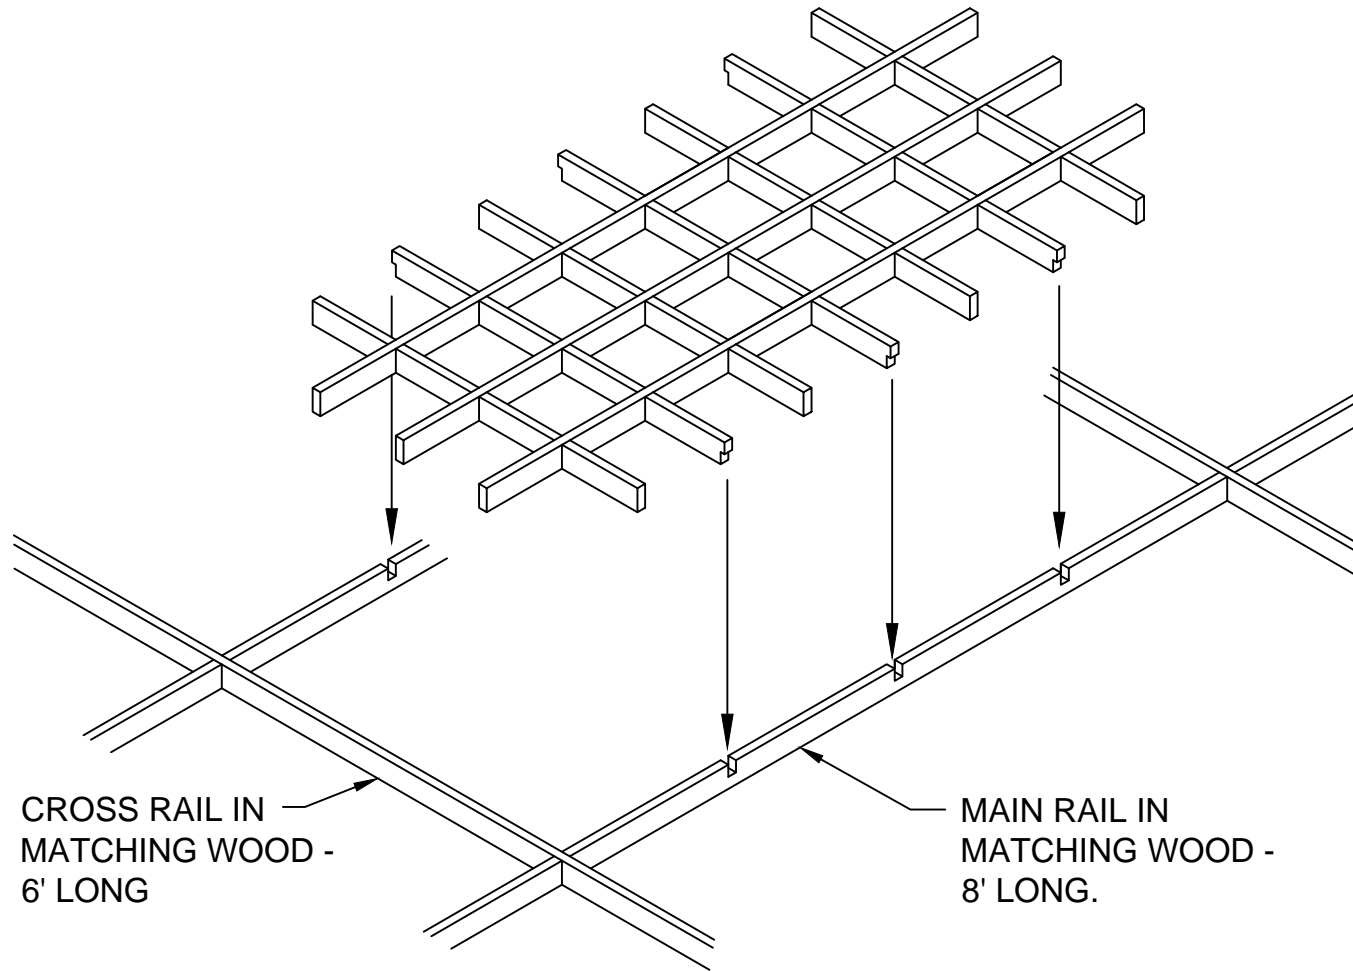 CROSS RAIL IN
MATCHING WOOD -
6' LONG
MAIN RAIL IN
MATCHING WOOD -
8' LONG.